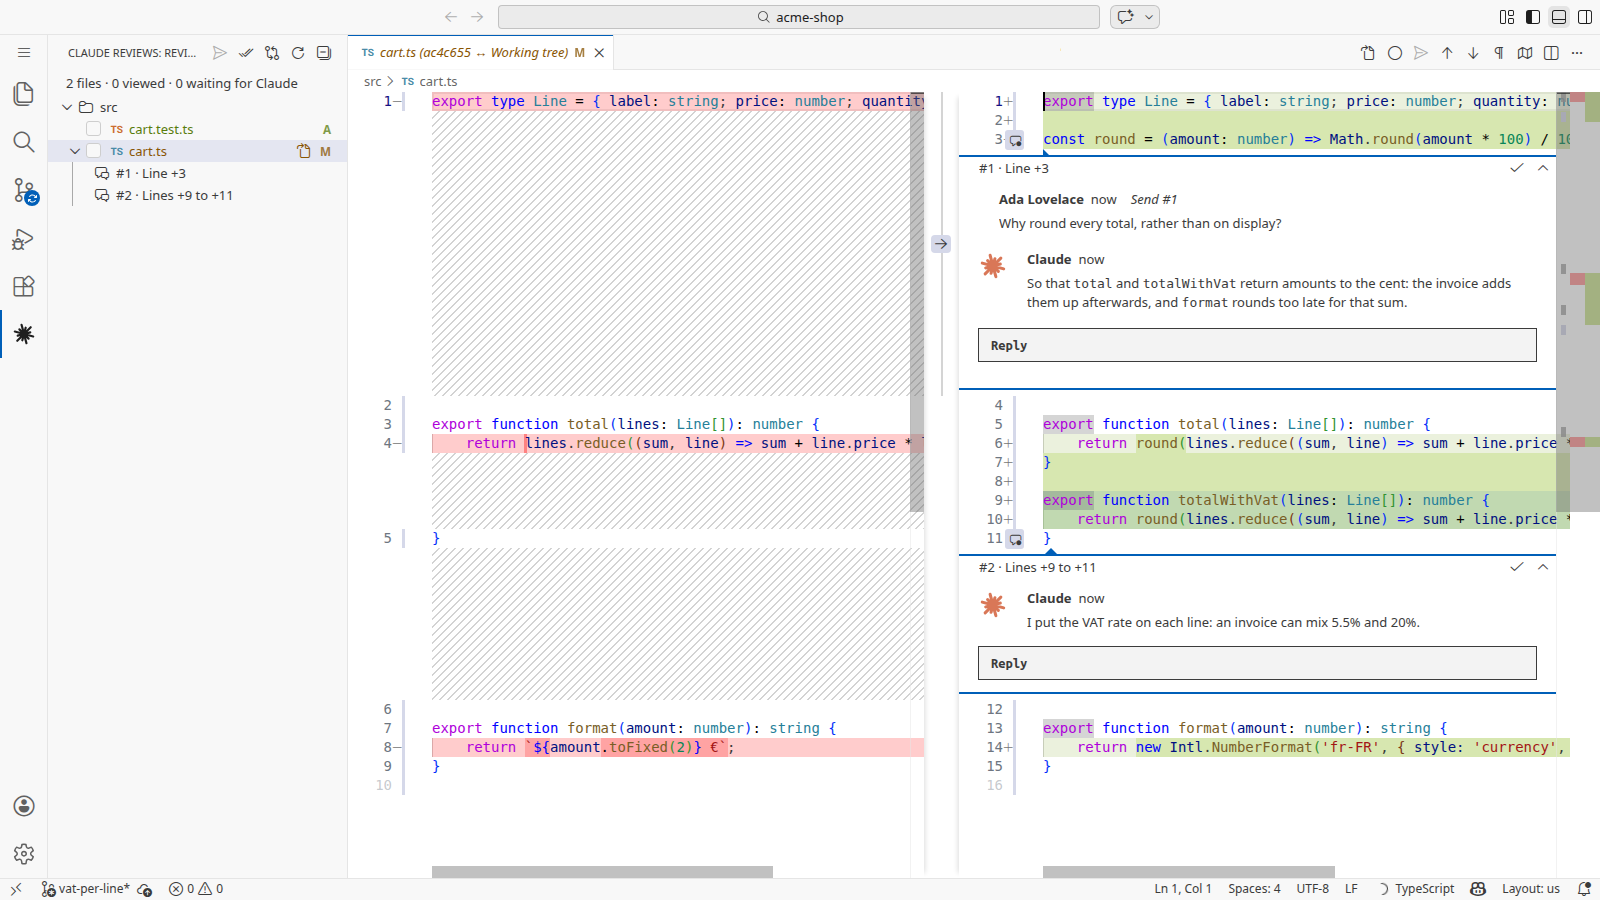 acme-shop
CLAUDE REVIEWS: REVI...
2 files · 0 viewed · 0 waiting for Claude
src
TS cart.test.ts A
TS cart.ts M
#1 · Line +3
#2 · Lines +9 to +11
TS cart.ts (ac4c655 ↔ Working tree) M
src > TS cart.ts
1− export type Line = { label: string; price: number; quantity
2
3 export function total(lines: Line[]): number {
4− return lines.reduce((sum, line) => sum + line.price *
5 }
6
7 export function format(amount: number): string {
8− return `${amount.toFixed(2)} €`;
9 }
10
1+ export type Line = { label: string; price: number; quantity:
2+
3 const round = (amount: number) => Math.round(amount * 100) / 10
#1 · Line +3
Ada Lovelace now Send #1
Why round every total, rather than on display?
Claude now
So that total and totalWithVat return amounts to the cent: the invoice adds
them up afterwards, and format rounds too late for that sum.
Reply
4
5 export function total(lines: Line[]): number {
6+ return round(lines.reduce((sum, line) => sum + line.price *
7+ }
8+
9+ export function totalWithVat(lines: Line[]): number {
10+ return round(lines.reduce((sum, line) => sum + line.price *
11 }
#2 · Lines +9 to +11
Claude now
I put the VAT rate on each line: an invoice can mix 5.5% and 20%.
Reply
12
13 export function format(amount: number): string {
14+ return new Intl.NumberFormat('fr-FR', { style: 'currency',
15 }
16
vat-per-line* 0 0 Ln 1, Col 1 Spaces: 4 UTF-8 LF TypeScript Layout: us